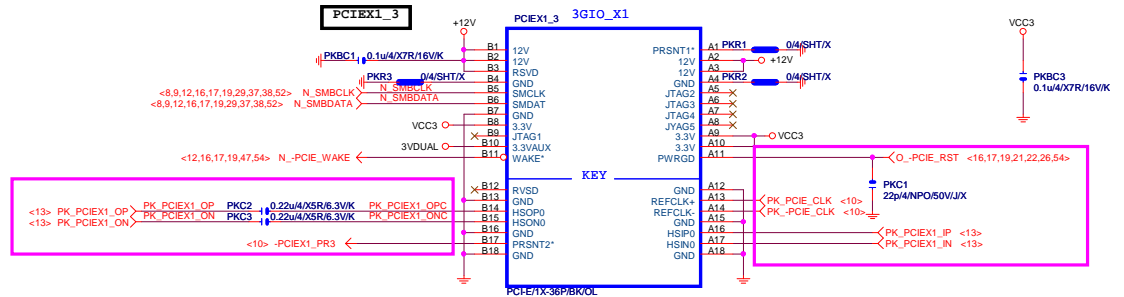 PCIEX1_3
+12V
PCIEX1_3
3GIO_X1
VCC3
PKBC1
0.1u/4/X7R/16V/K
PKR3
0/4/SHT/X
<8,9,12,16,17,19,29,37,38,52> N_SMBCLK
N_SMBCLK
<8,9,12,16,17,19,29,37,38,52> N_SMBDATA
N_SMBDATA
VCC3
3VDUAL
<12,16,17,19,47,54> N_-PCIE_WAKE
B1 12V
B2 12V
B3 RSVD
B4 GND
B5 SMCLK
B6 SMDAT
B7 GND
B8 3.3V
B9 JTAG1
B10 3.3VAUX
B11 WAKE*
KEY
B12 RVSD
B13 GND
B14 HSOP0
B15 HSON0
B16 GND
B17 PRSNT2*
B18 GND
<13> PK_PCIEX1_OP
PK_PCIEX1_OP
PKC2
0.22u/4/X5R/6.3V/K
PK_PCIEX1_OPC
<13> PK_PCIEX1_ON
PK_PCIEX1_ON
PKC3
0.22u/4/X5R/6.3V/K
PK_PCIEX1_ONC
<10> -PCIEX1_PR3
PRSNT1* A1
12V A2
12V A3
GND A4
JTAG2 A5
JTAG3 A6
JTAG4 A7
JYAG5 A8
3.3V A9
3.3V A10
PWRGD A11
GND A12
REFCLK+ A13
REFCLK- A14
GND A15
HSIP0 A16
HSIN0 A17
GND A18
PKR1
0/4/SHT/X
+12V
PKR2
0/4/SHT/X
VCC3
PKBC3
0.1u/4/X7R/16V/K
O_-PCIE_RST <16,17,19,21,22,26,54>
PKC1
22p/4/NPO/50V/J/X
PK_PCIE_CLK <10>
PK_-PCIE_CLK <10>
PK_PCIEX1_IP <13>
PK_PCIEX1_IN <13>
PCI-E/1X-36P/BK/OL